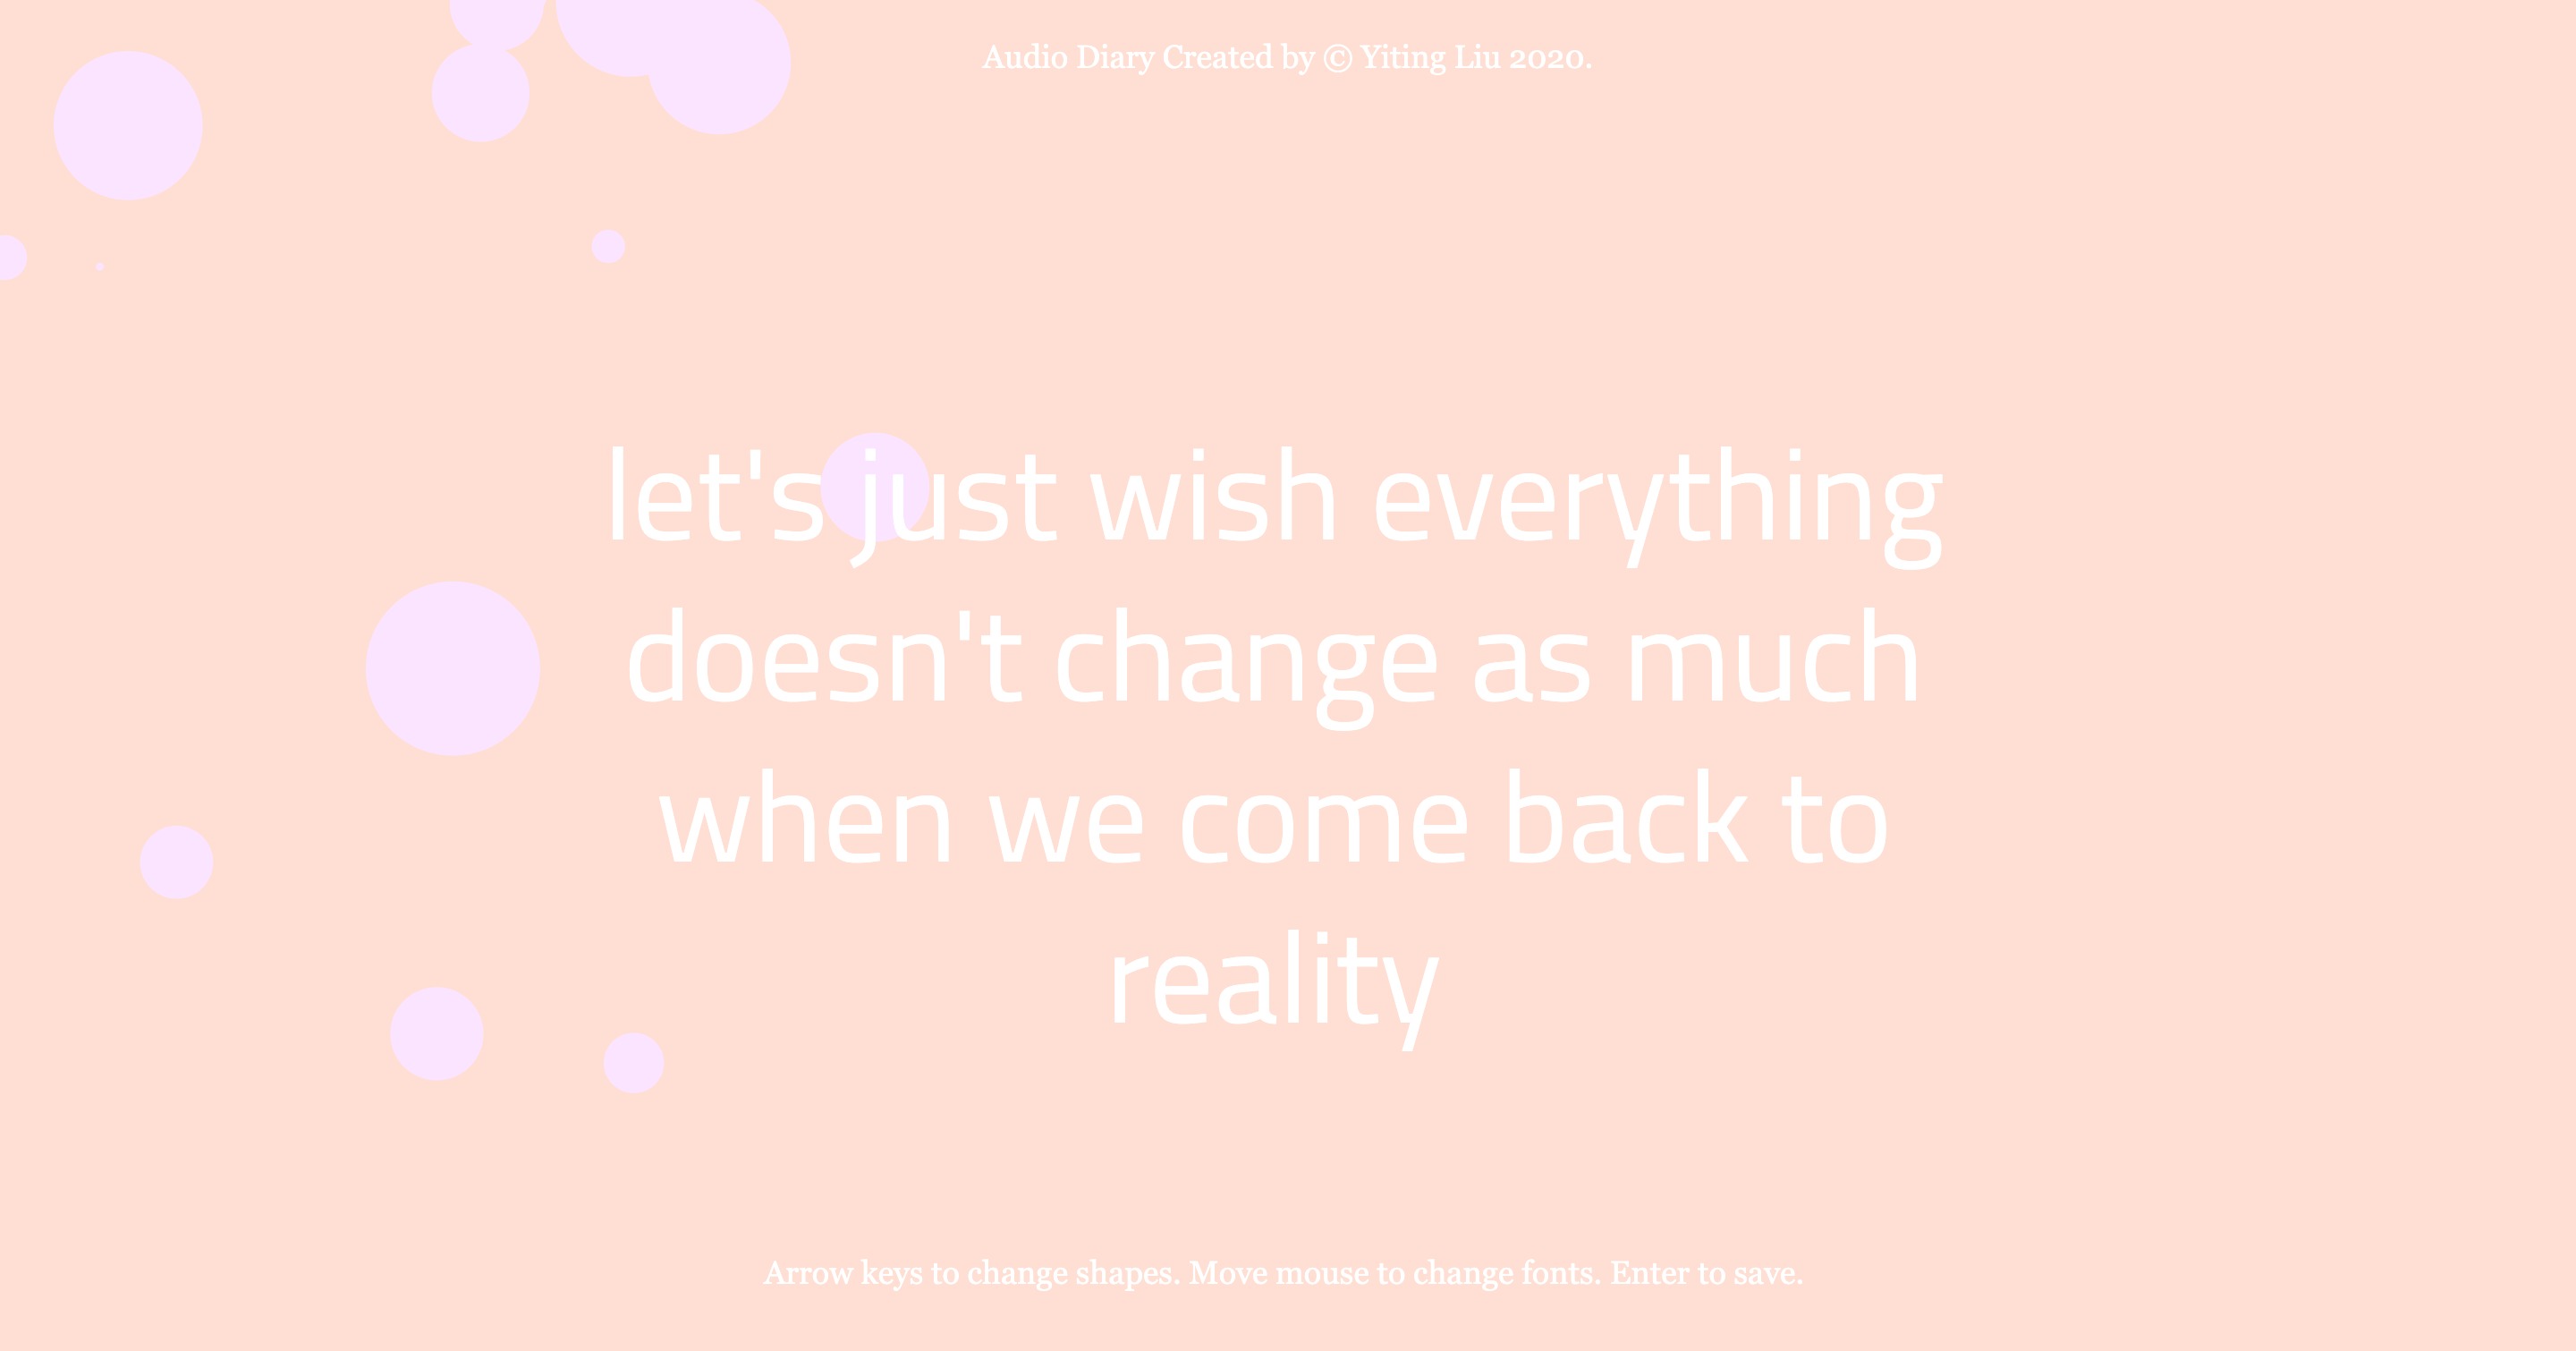 Audio Diary Created by © Yiting Liu 2020.
let's just wish everything
doesn't change as much
when we come back to
reality
Arrow keys to change shapes. Move mouse to change fonts. Enter to save.